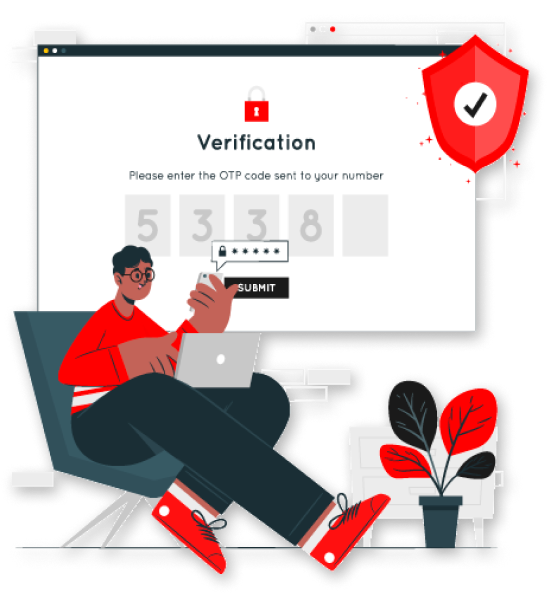 Verification
Please enter the OTP code sent to your number
5 3 3 8
*****
SUBMIT